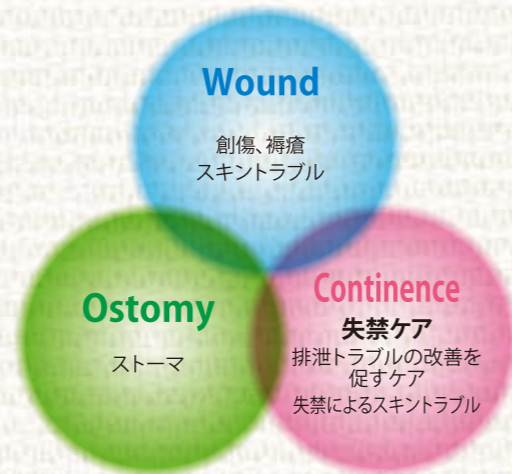 Wound
創傷、褥瘡
スキントラブル
Ostomy
ストーマ
Continence
失禁ケア
排泄トラブルの改善を
促すケア
失禁によるスキントラブル